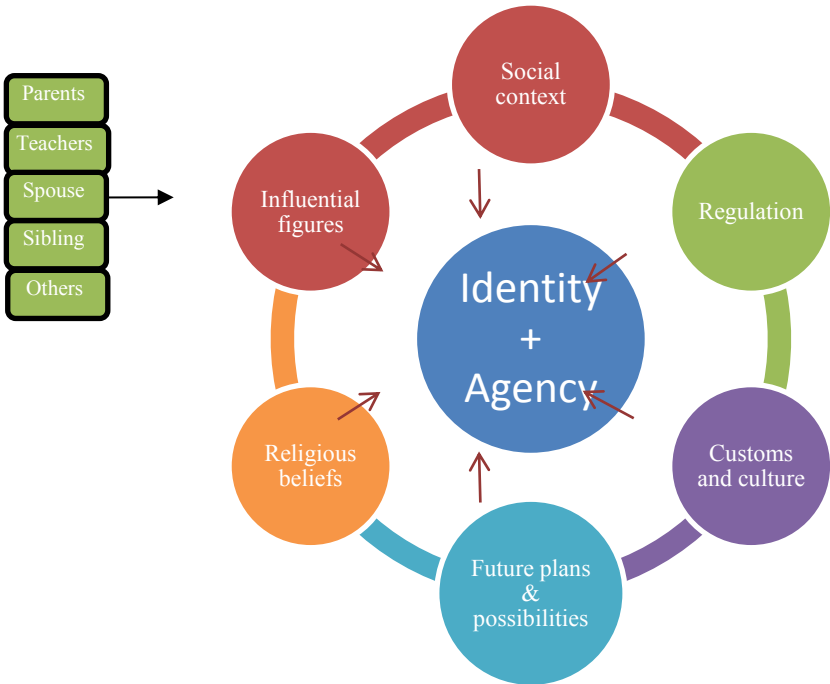 Parents
Teachers
Spouse
Sibling
Others
Social
context
Influential
figures
Regulation
Identity
+
Agency
Religious
beliefs
Customs
and culture
Future plans
&
possibilities